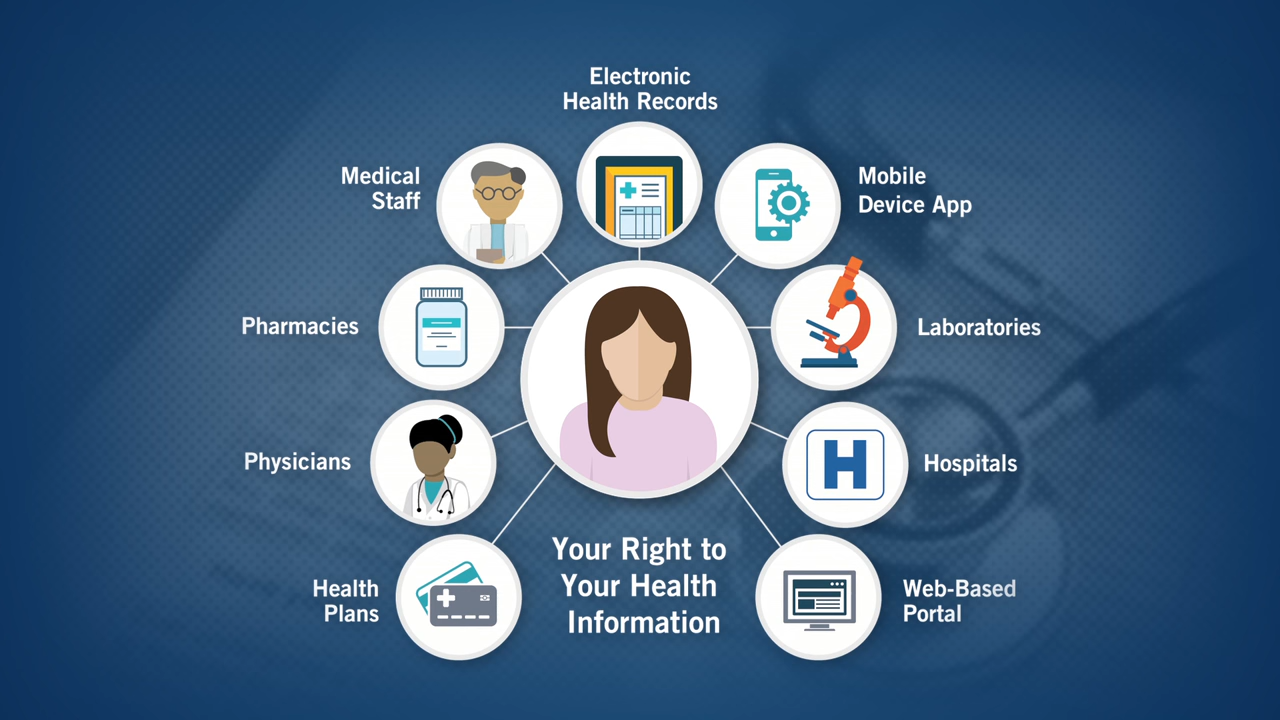 Electronic
Health Records
Medical
Staff
Mobile
Device App
Pharmacies
Laboratories
Physicians
H
Hospitals
Your Right to
Your Health
Information
Health
Plans
Web-Based
Portal